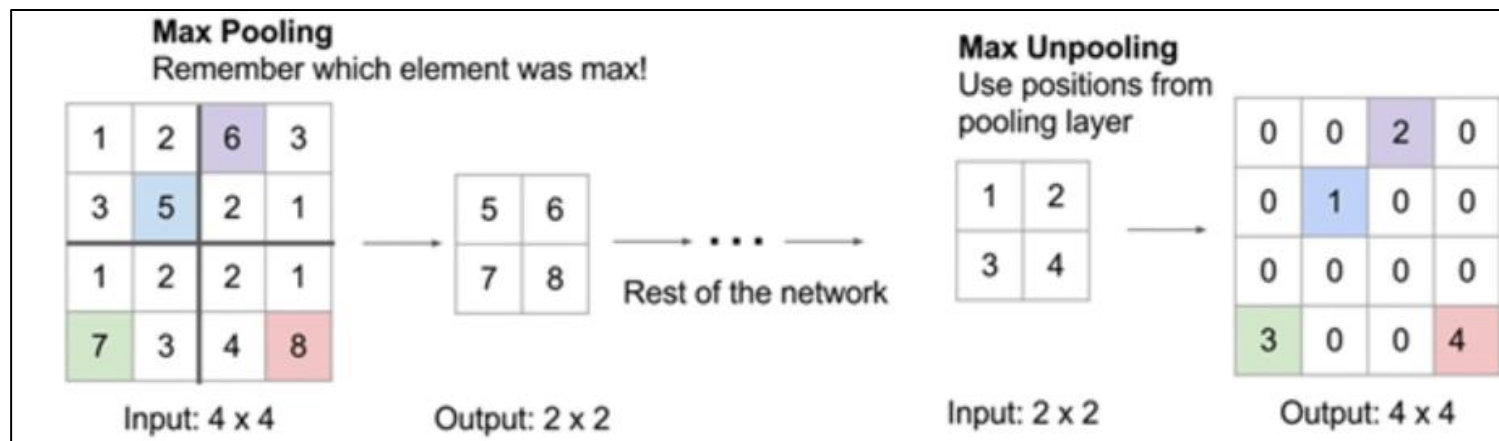 Max Pooling
Remember which element was max!
1 2 6 3
3 5 2 1
1 2 2 1
7 3 4 8
Input: 4 x 4
5 6
7 8
Output: 2 x 2
...
Rest of the network
Max Unpooling
Use positions from
pooling layer
1 2
3 4
Input: 2 x 2
0 0 2 0
0 1 0 0
0 0 0 0
3 0 0 4
Output: 4 x 4